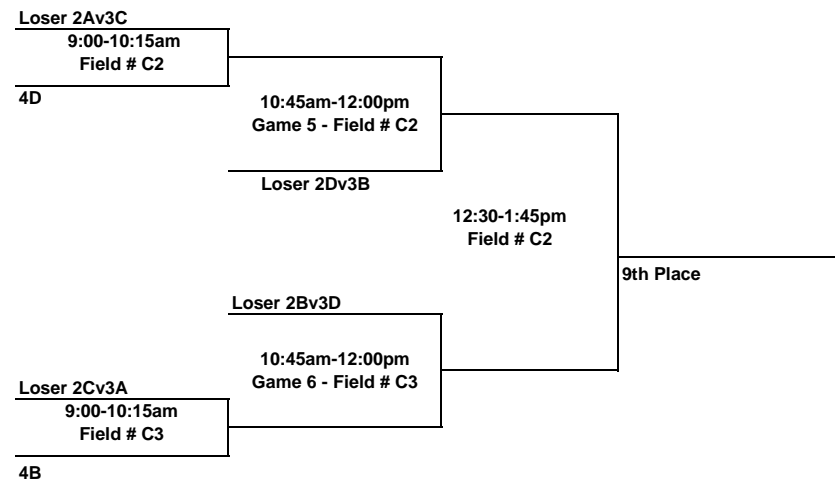 Loser 2Av3C
9:00-10:15am
Field # C2
4D
10:45am-12:00pm
Game 5 - Field # C2
Loser 2Dv3B
12:30-1:45pm
Field # C2
9th Place
Loser 2Bv3D
10:45am-12:00pm
Game 6 - Field # C3
Loser 2Cv3A
9:00-10:15am
Field # C3
4B